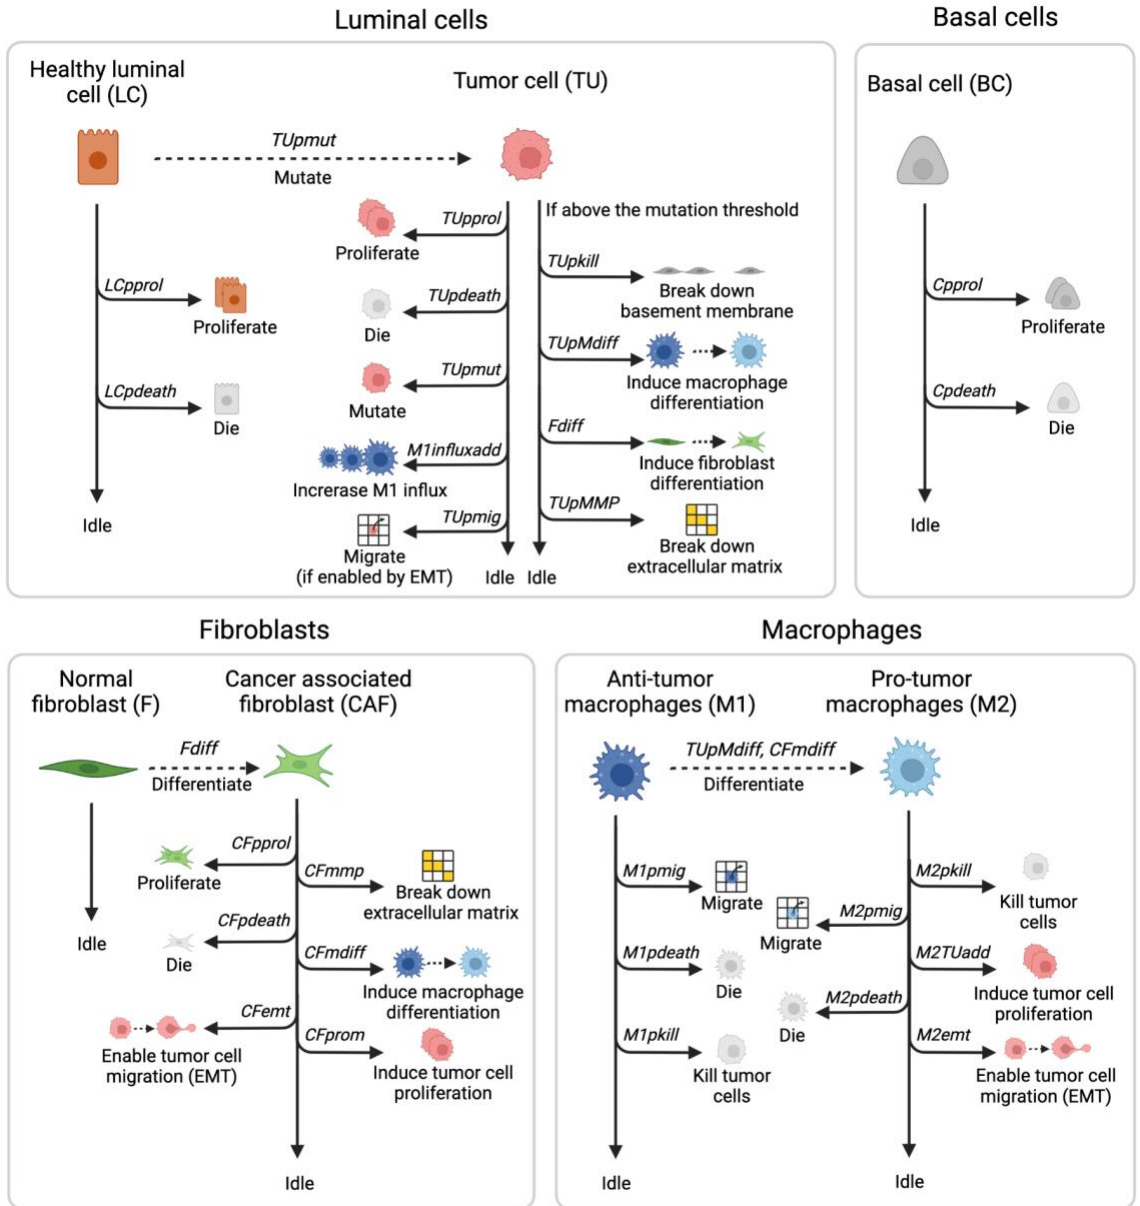 Luminal cells
Healthy luminal
cell (LC)
Tumor cell (TU)
TUpmut
Mutate
If above the mutation threshold
LCpprol
Proliferate
LCpdeath
Die
Idle
TUpprol
Proliferate
TUpdeath
Die
TUpmut
Mutate
M1influxadd
Increrase M1 influx
TUpmig
Migrate
(if enabled by EMT)
Idle
TUpkill
Break down
basement membrane
TUpMdiff
Induce macrophage
differentiation
Fdiff
Induce fibroblast
differentiation
TUpMMP
Break down
extracellular matrix
Idle
Basal cells
Basal cell (BC)
Cpprol
Proliferate
Cpdeath
Die
Idle
Fibroblasts
Normal
fibroblast (F)
Cancer associated
fibroblast (CAF)
Fdiff
Differentiate
Idle
CFpprol
Proliferate
CFmmp
Break down
extracellular matrix
CFpdeath
Die
CFmdiff
Induce macrophage
differentiation
CFemt
Enable tumor cell
migration (EMT)
CFprom
Induce tumor cell
proliferation
Idle
Macrophages
Anti-tumor
macrophages (M1)
Pro-tumor
macrophages (M2)
TUpMdiff, CFmdiff
Differentiate
M1pmig
Migrate
M1pdeath
Die
M1pkill
Kill tumor
cells
Idle
M2pkill
Kill tumor
cells
M2pmig
Migrate
M2TUadd
Induce tumor cell
proliferation
M2pdeath
Die
M2emt
Enable tumor cell
migration (EMT)
Idle